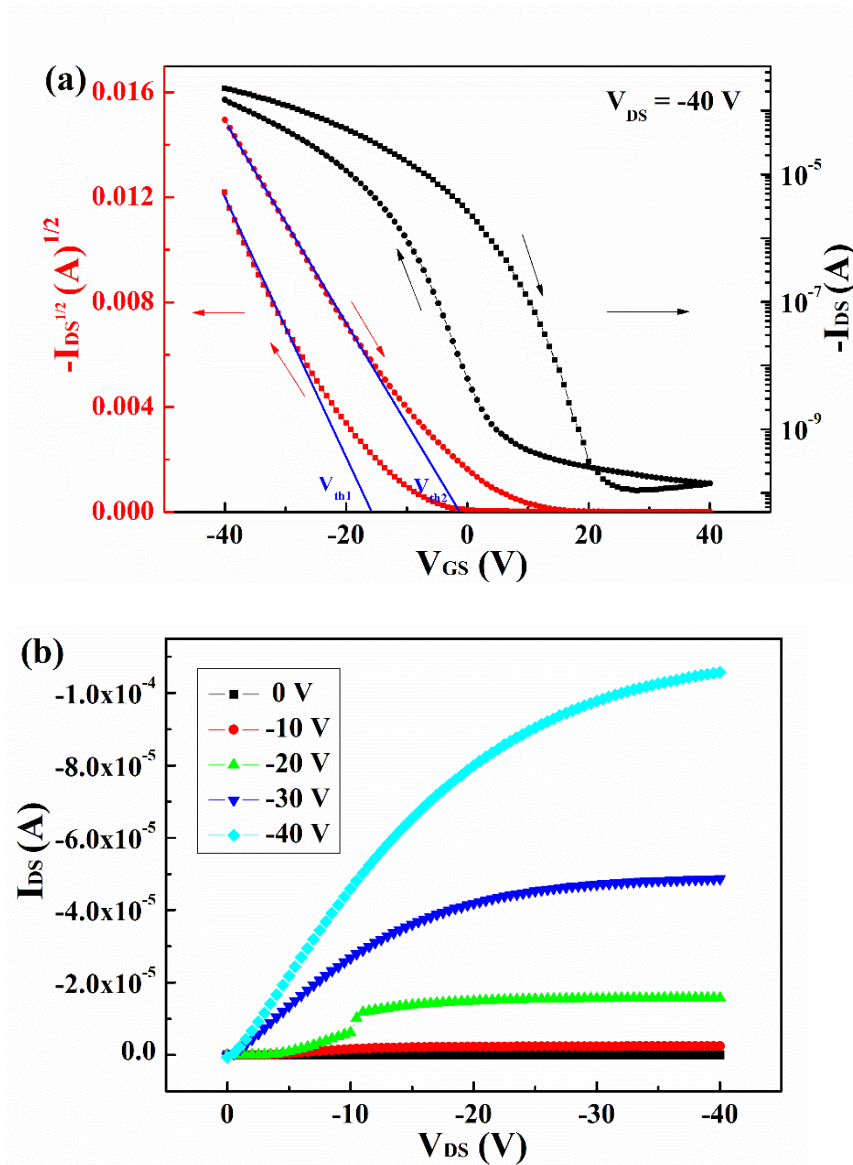 (a)
V_DS = -40 V
0.016
0.012
0.008
0.004
0.000
-I_DS^1/2 (A)^1/2
10^-5
10^-7
10^-9
-I_DS (A)
V_th1
V_th2
-40 -20 0 20 40
V_GS (V)
(b)
-1.0x10^-4
-8.0x10^-5
-6.0x10^-5
-4.0x10^-5
-2.0x10^-5
0.0
I_DS (A)
0 V
-10 V
-20 V
-30 V
-40 V
0 -10 -20 -30 -40
V_DS (V)